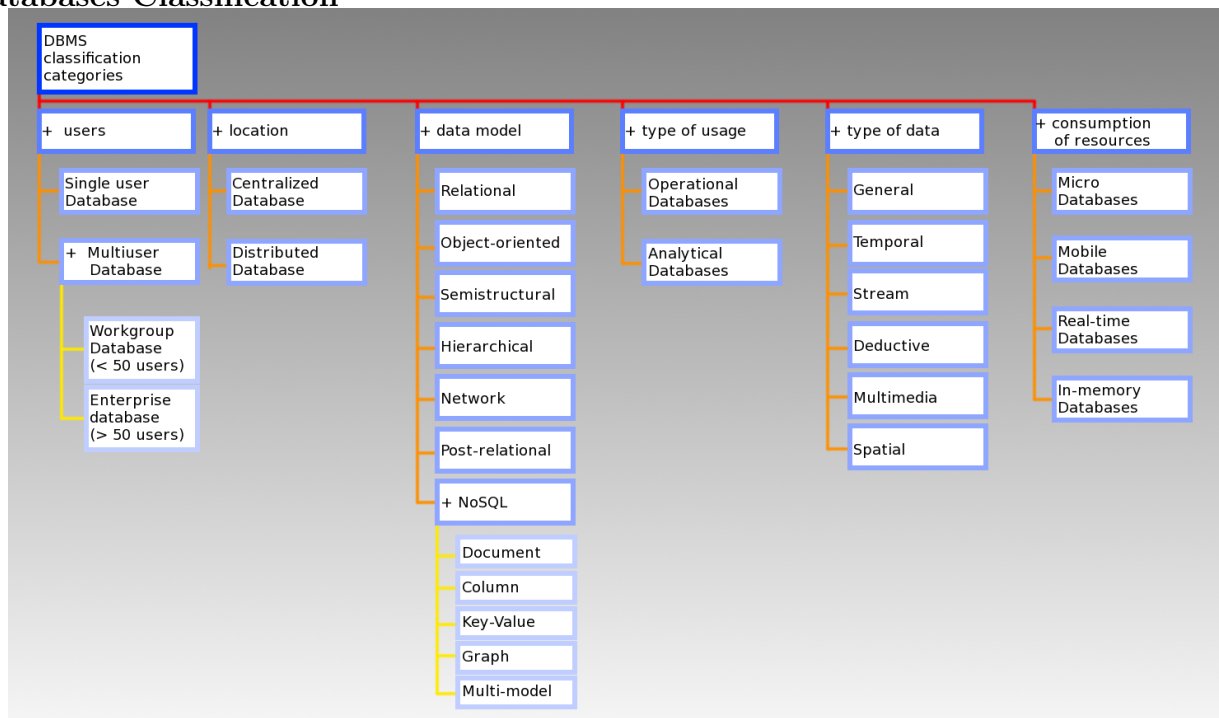 Databases Classification
DBMS
classification
categories
+ users
+ location
+ data model
+ type of usage
+ type of data
+ consumption
of resources
Single user
Database
+ Multiuser
Database
Workgroup
Database
(< 50 users)
Enterprise
database
(> 50 users)
Centralized
Database
Distributed
Database
Relational
Object-oriented
Semistructural
Hierarchical
Network
Post-relational
+ NoSQL
Document
Column
Key-Value
Graph
Multi-model
Operational
Databases
Analytical
Databases
General
Temporal
Stream
Deductive
Multimedia
Spatial
Micro
Databases
Mobile
Databases
Real-time
Databases
In-memory
Databases